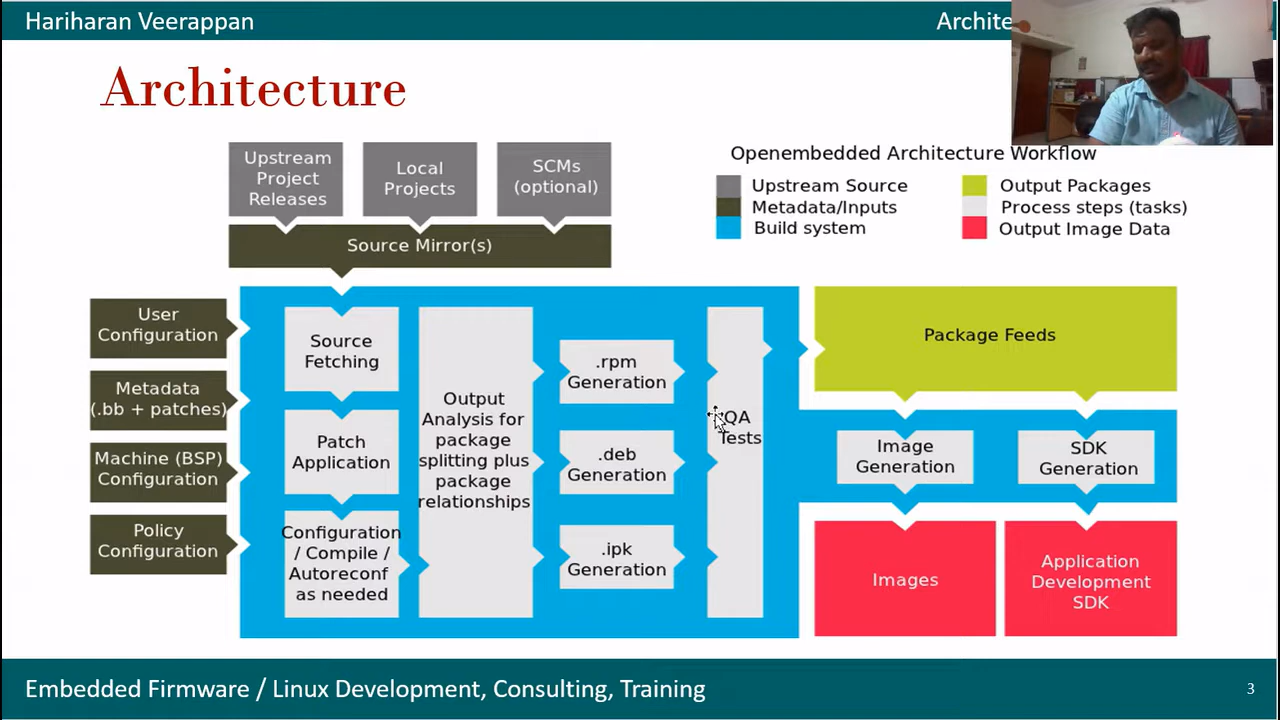 Hariharan Veerappan
Archite
Architecture
Upstream
Project
Releases
Local
Projects
SCMs
(optional)
Source Mirror(s)
Openembedded Architecture Workflow
Upstream Source
Metadata/Inputs
Build system
Output Packages
Process steps (tasks)
Output Image Data
User
Configuration
Metadata
(.bb + patches)
Machine (BSP)
Configuration
Policy
Configuration
Source
Fetching
Patch
Application
Configuration
/ Compile /
Autoreconf
as needed
Output
Analysis for
package
splitting plus
package
relationships
.rpm
Generation
.deb
Generation
.ipk
Generation
QA
Tests
Package Feeds
Image
Generation
SDK
Generation
Images
Application
Development
SDK
Embedded Firmware / Linux Development, Consulting, Training
3